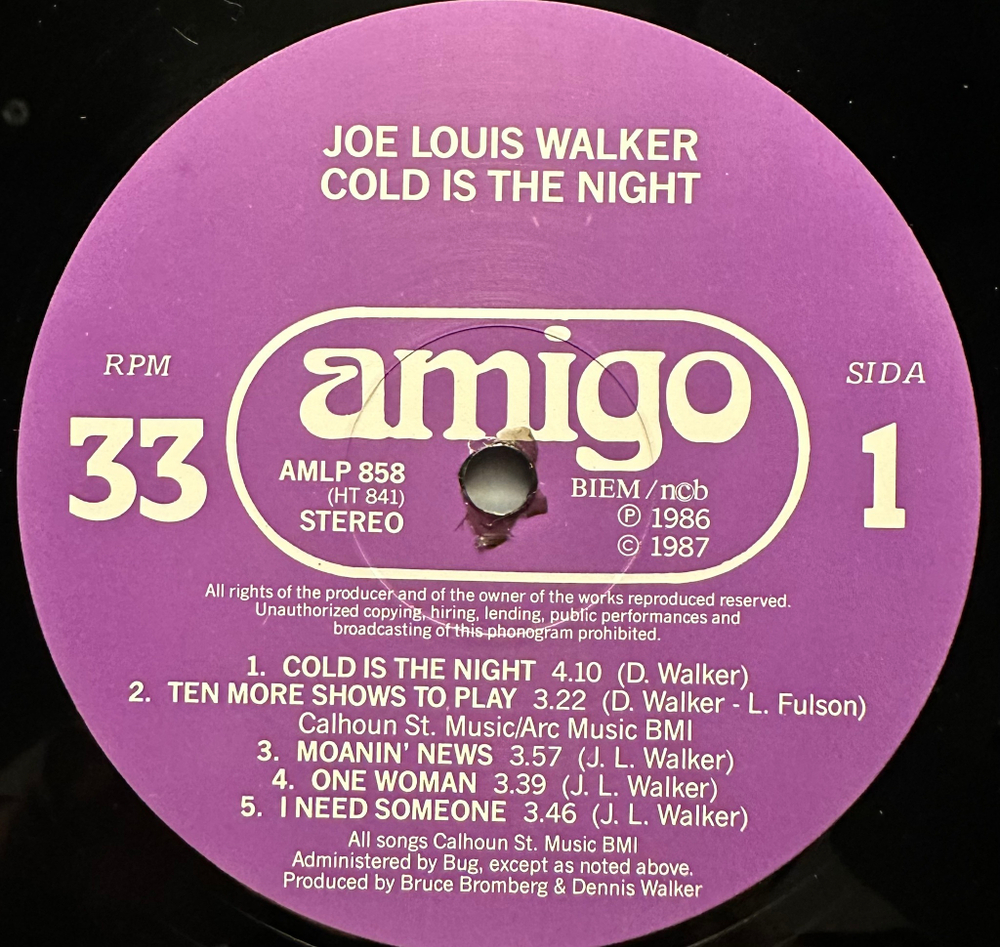 JOE LOUIS WALKER
COLD IS THE NIGHT
amigo
RPM
33
SIDA
1
AMLP 858
(HT 841)
STEREO
BIEM/n©b
Ⓟ 1986
© 1987
All rights of the producer and of the owner of the works reproduced reserved.
Unauthorized copying, hiring, lending, public performances and
broadcasting of this phonogram prohibited.
1. COLD IS THE NIGHT 4.10 (D. Walker)
2. TEN MORE SHOWS TO PLAY 3.22 (D. Walker - L. Fulson)
Calhoun St. Music/Arc Music BMI
3. MOANIN' NEWS 3.57 (J. L. Walker)
4. ONE WOMAN 3.39 (J. L. Walker)
5. I NEED SOMEONE 3.46 (J. L. Walker)
All songs Calhoun St. Music BMI
Administered by Bug, except as noted above.
Produced by Bruce Bromberg & Dennis Walker